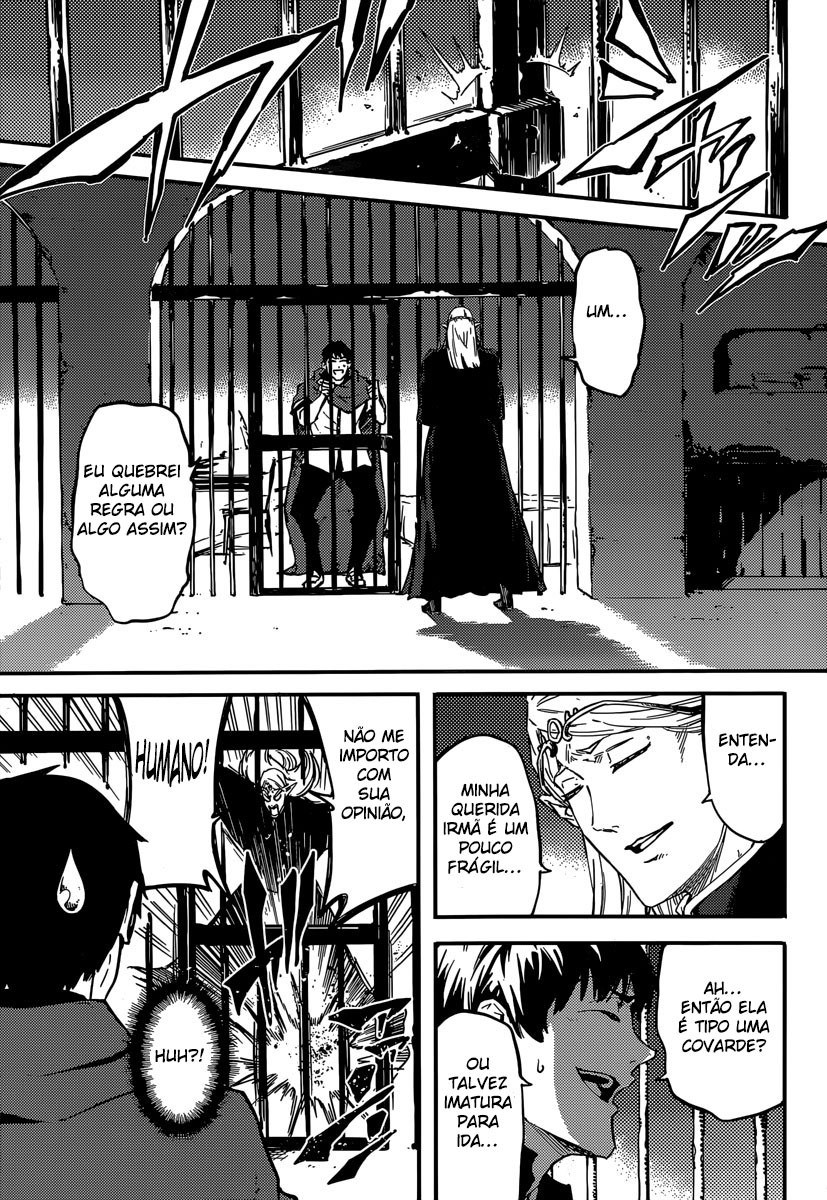 UM...
EU QUEBREI
ALGUMA
REGRA OU
ALGO ASSIM?
ENTEN-
DA...
MINHA
QUERIDA
IRMÃ É UM
POUCO
FRÁGIL...
AH...
ENTÃO ELA
É TIPO UMA
COVARDE?
OU
TALVEZ
IMATURA
PARA
IDA...
NÃO ME
IMPORTO
COM
SUA
OPINIÃO,
HUMANO!
HUH?!